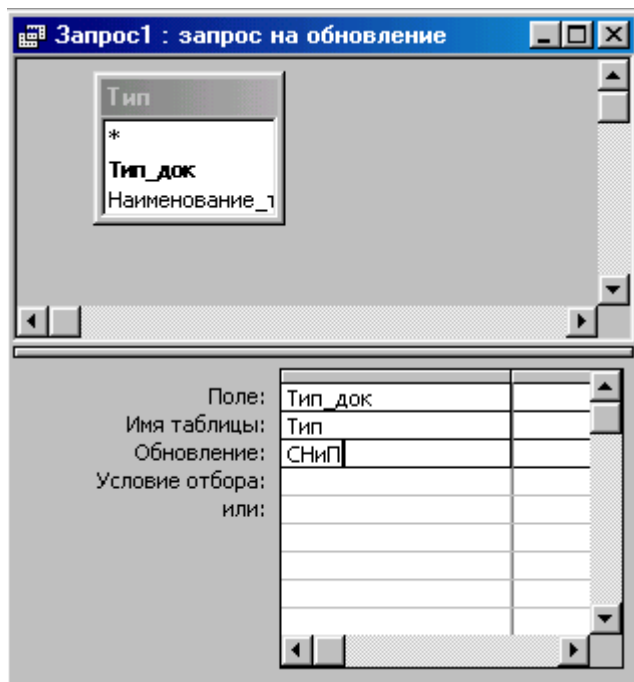 Запрос1 : запрос на обновление
Тип
*
Тип_док
Наименование_т
Поле: Тип_док
Имя таблицы: Тип
Обновление: СНиП
Условие отбора:
или: